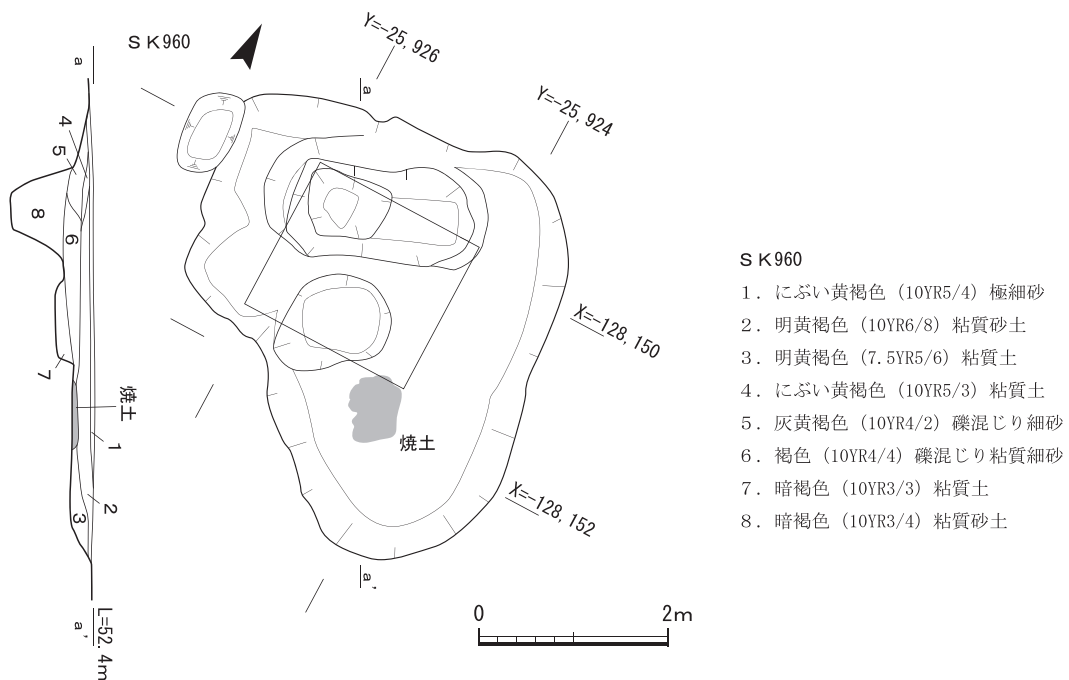 ＳＫ960
Y=-25,926
Y=-25,924
a
a
4
5
8
6
7
焼土
1
2
3
a'
L=52.4m
焼土
X=-128,150
X=-128,152
a'
0 2m
ＳＫ960
１．にぶい黄褐色（10YR5/4）極細砂
２．明黄褐色（10YR6/8）粘質砂土
３．明黄褐色（7.5YR5/6）粘質土
４．にぶい黄褐色（10YR5/3）粘質土
５．灰黄褐色（10YR4/2）礫混じり細砂
６．褐色（10YR4/4）礫混じり粘質細砂
７．暗褐色（10YR3/3）粘質土
８．暗褐色（10YR3/4）粘質砂土